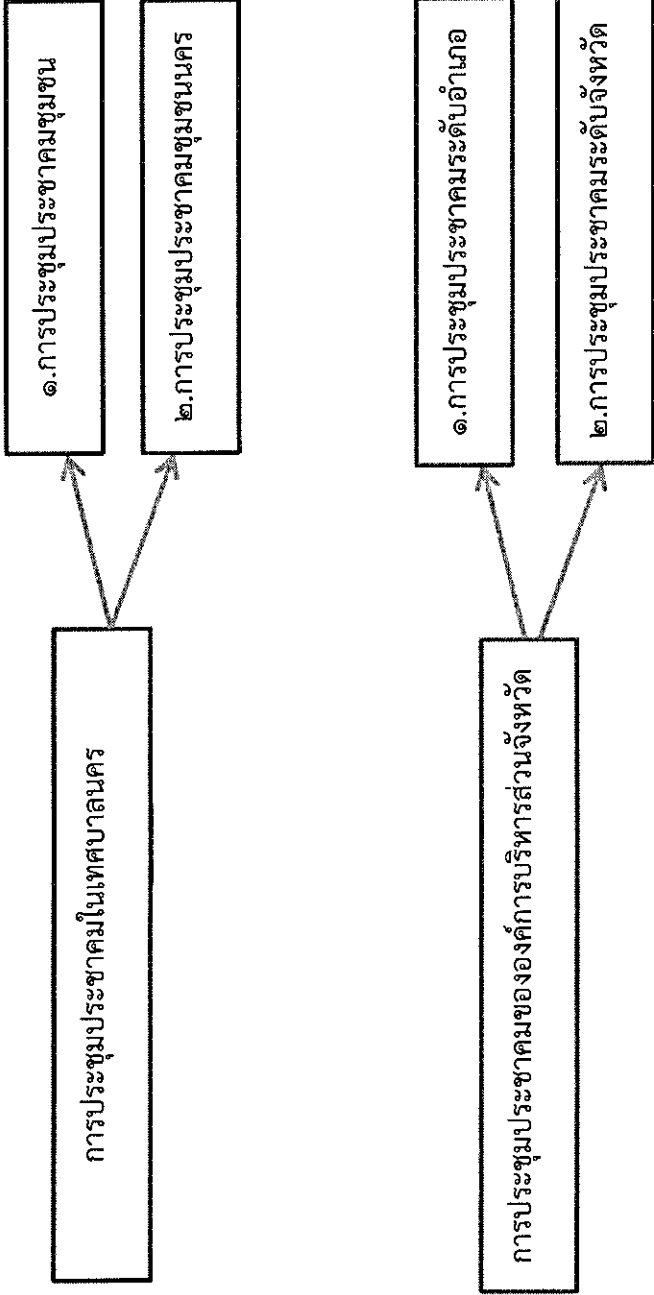 การประชุมประชาคมในเทศบาลนคร
๑.การประชุมประชาคมชุมชน
๒.การประชุมประชาคมชุมชนนคร
การประชุมประชาคมขององค์การบริหารส่วนจังหวัด
๑.การประชุมประชาคมระดับอำเภอ
๒.การประชุมประชาคมระดับจังหวัด